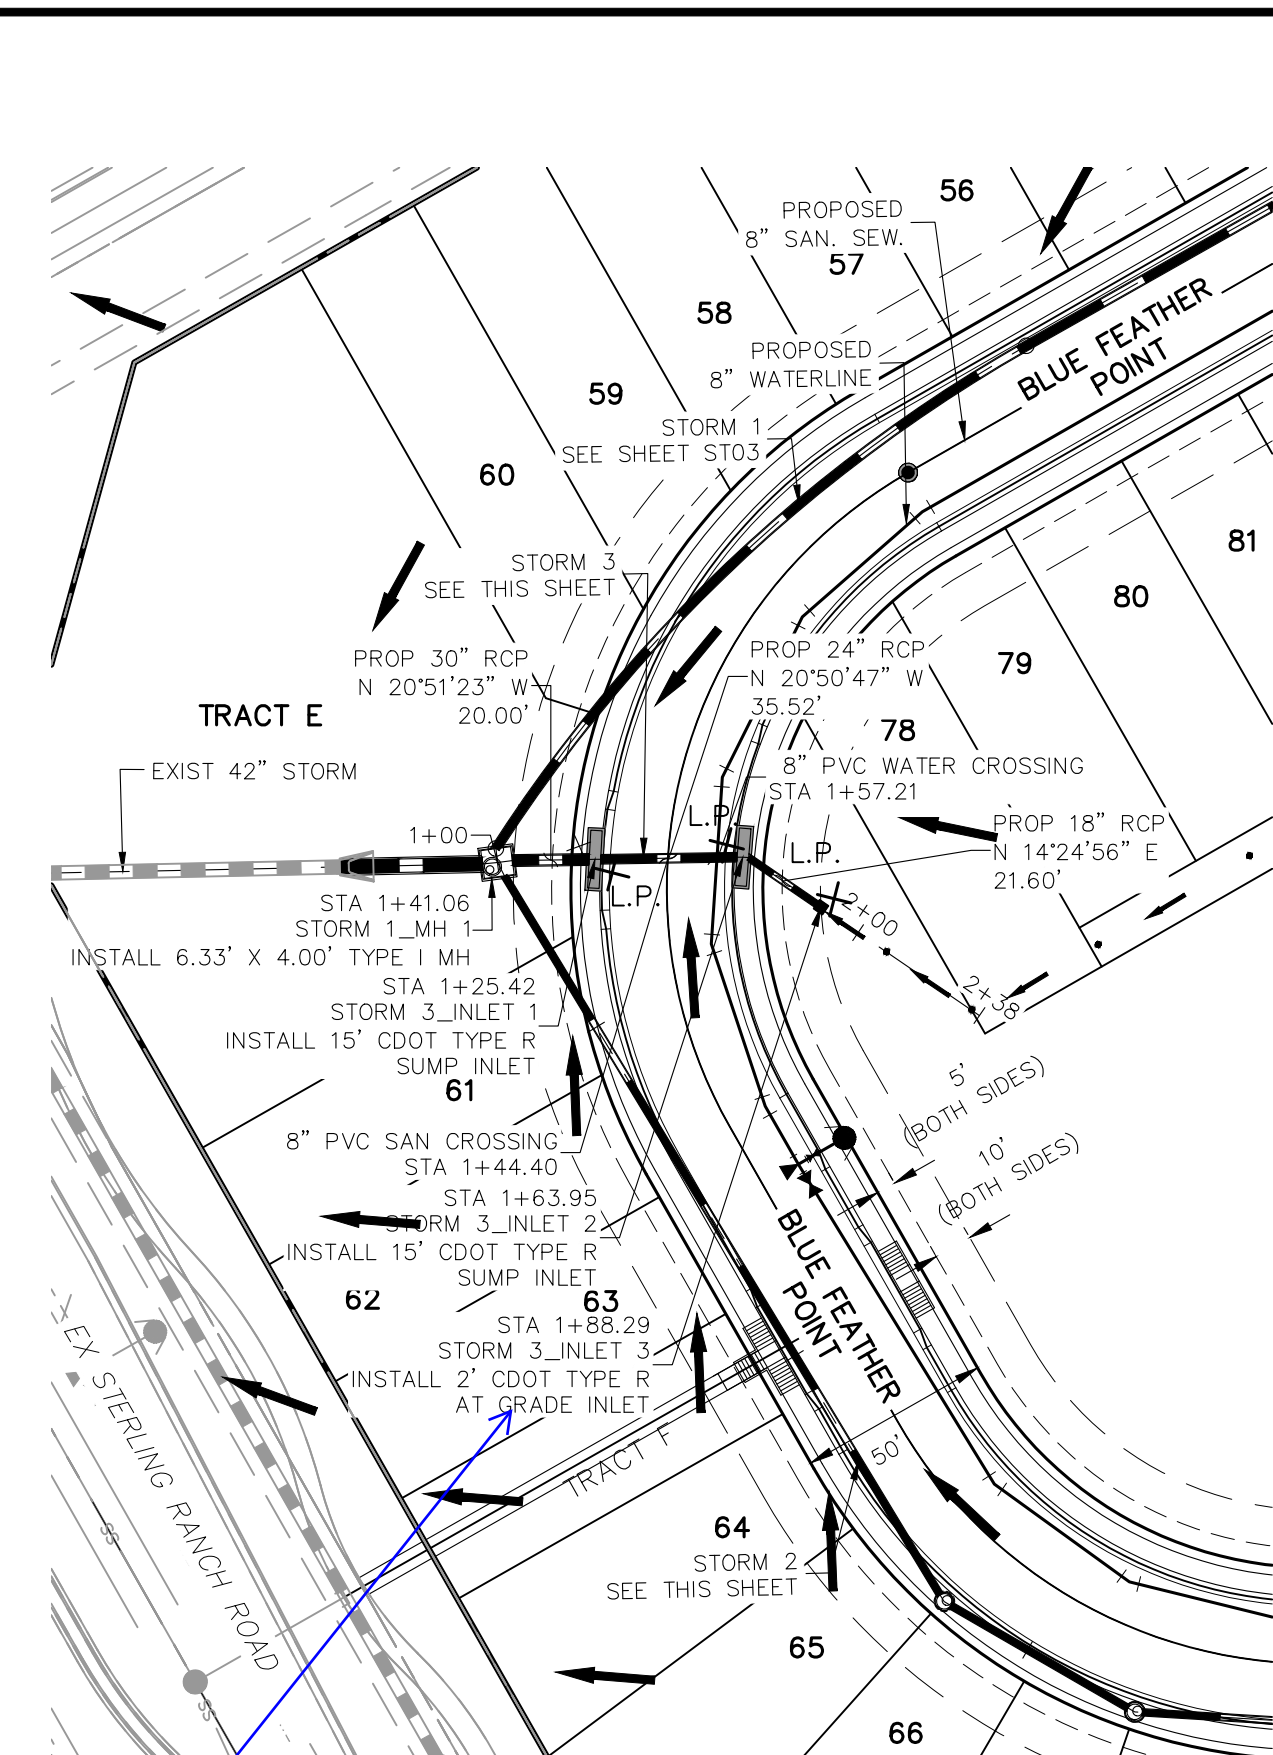 56
PROPOSED
8" SAN. SEW.
57
58
PROPOSED
8" WATERLINE
BLUE FEATHER
POINT
59
STORM 1
SEE SHEET ST03
60
81
STORM 3
SEE THIS SHEET
80
PROP 30" RCP
N 20°51'23" W
20.00'
PROP 24" RCP
N 20°50'47" W
35.52'
79
TRACT E
78
EXIST 42" STORM
8" PVC WATER CROSSING
STA 1+57.21
L.P.
1+00
PROP 18" RCP
N 14°24'56" E
21.60'
L.P.
L.P.
2+00
STA 1+41.06
STORM 1_MH 1
INSTALL 6.33' X 4.00' TYPE I MH
STA 1+25.42
STORM 3_INLET 1
INSTALL 15' CDOT TYPE R
SUMP INLET
2+38
61
5'
(BOTH SIDES)
10'
(BOTH SIDES)
8" PVC SAN CROSSING
STA 1+44.40
STA 1+63.95
STORM 3_INLET 2
INSTALL 15' CDOT TYPE R
SUMP INLET
BLUE FEATHER
POINT
62
63
STA 1+88.29
STORM 3_INLET 3
INSTALL 2' CDOT TYPE R
AT GRADE INLET
EX STERLING RANCH ROAD
TRACT F
50'
64
SS
STORM 2
SEE THIS SHEET
65
SS
66